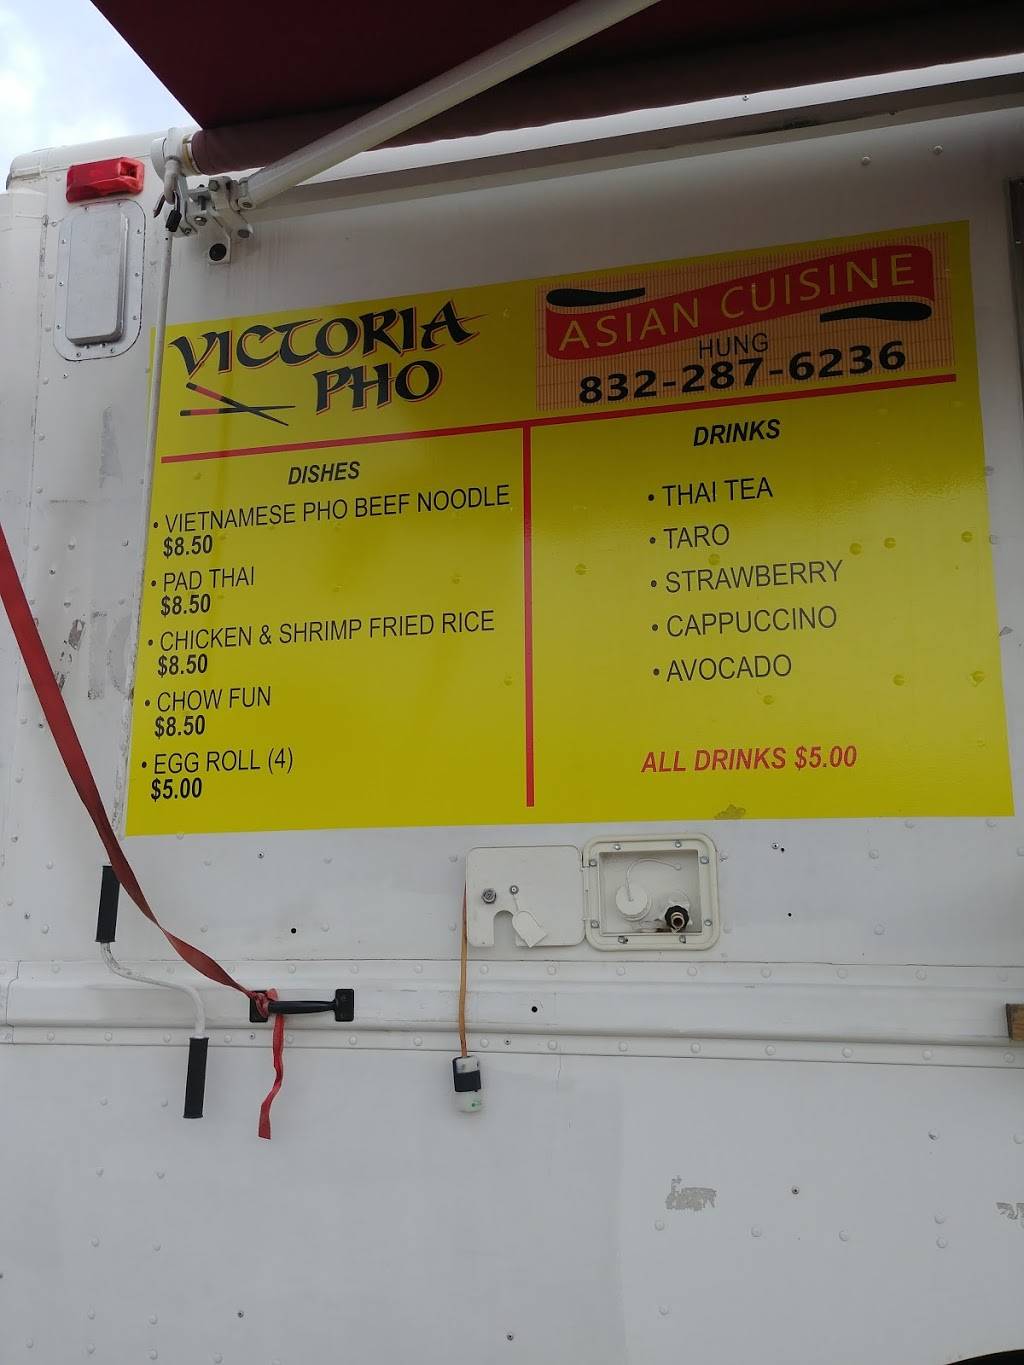 VICTORIA
PHO
ASIAN CUISINE
HUNG
832-287-6236
DISHES
• VIETNAMESE PHO BEEF NOODLE
$8.50
• PAD THAI
$8.50
• CHICKEN & SHRIMP FRIED RICE
$8.50
• CHOW FUN
$8.50
• EGG ROLL (4)
$5.00
DRINKS
• THAI TEA
• TARO
• STRAWBERRY
• CAPPUCCINO
• AVOCADO
ALL DRINKS $5.00